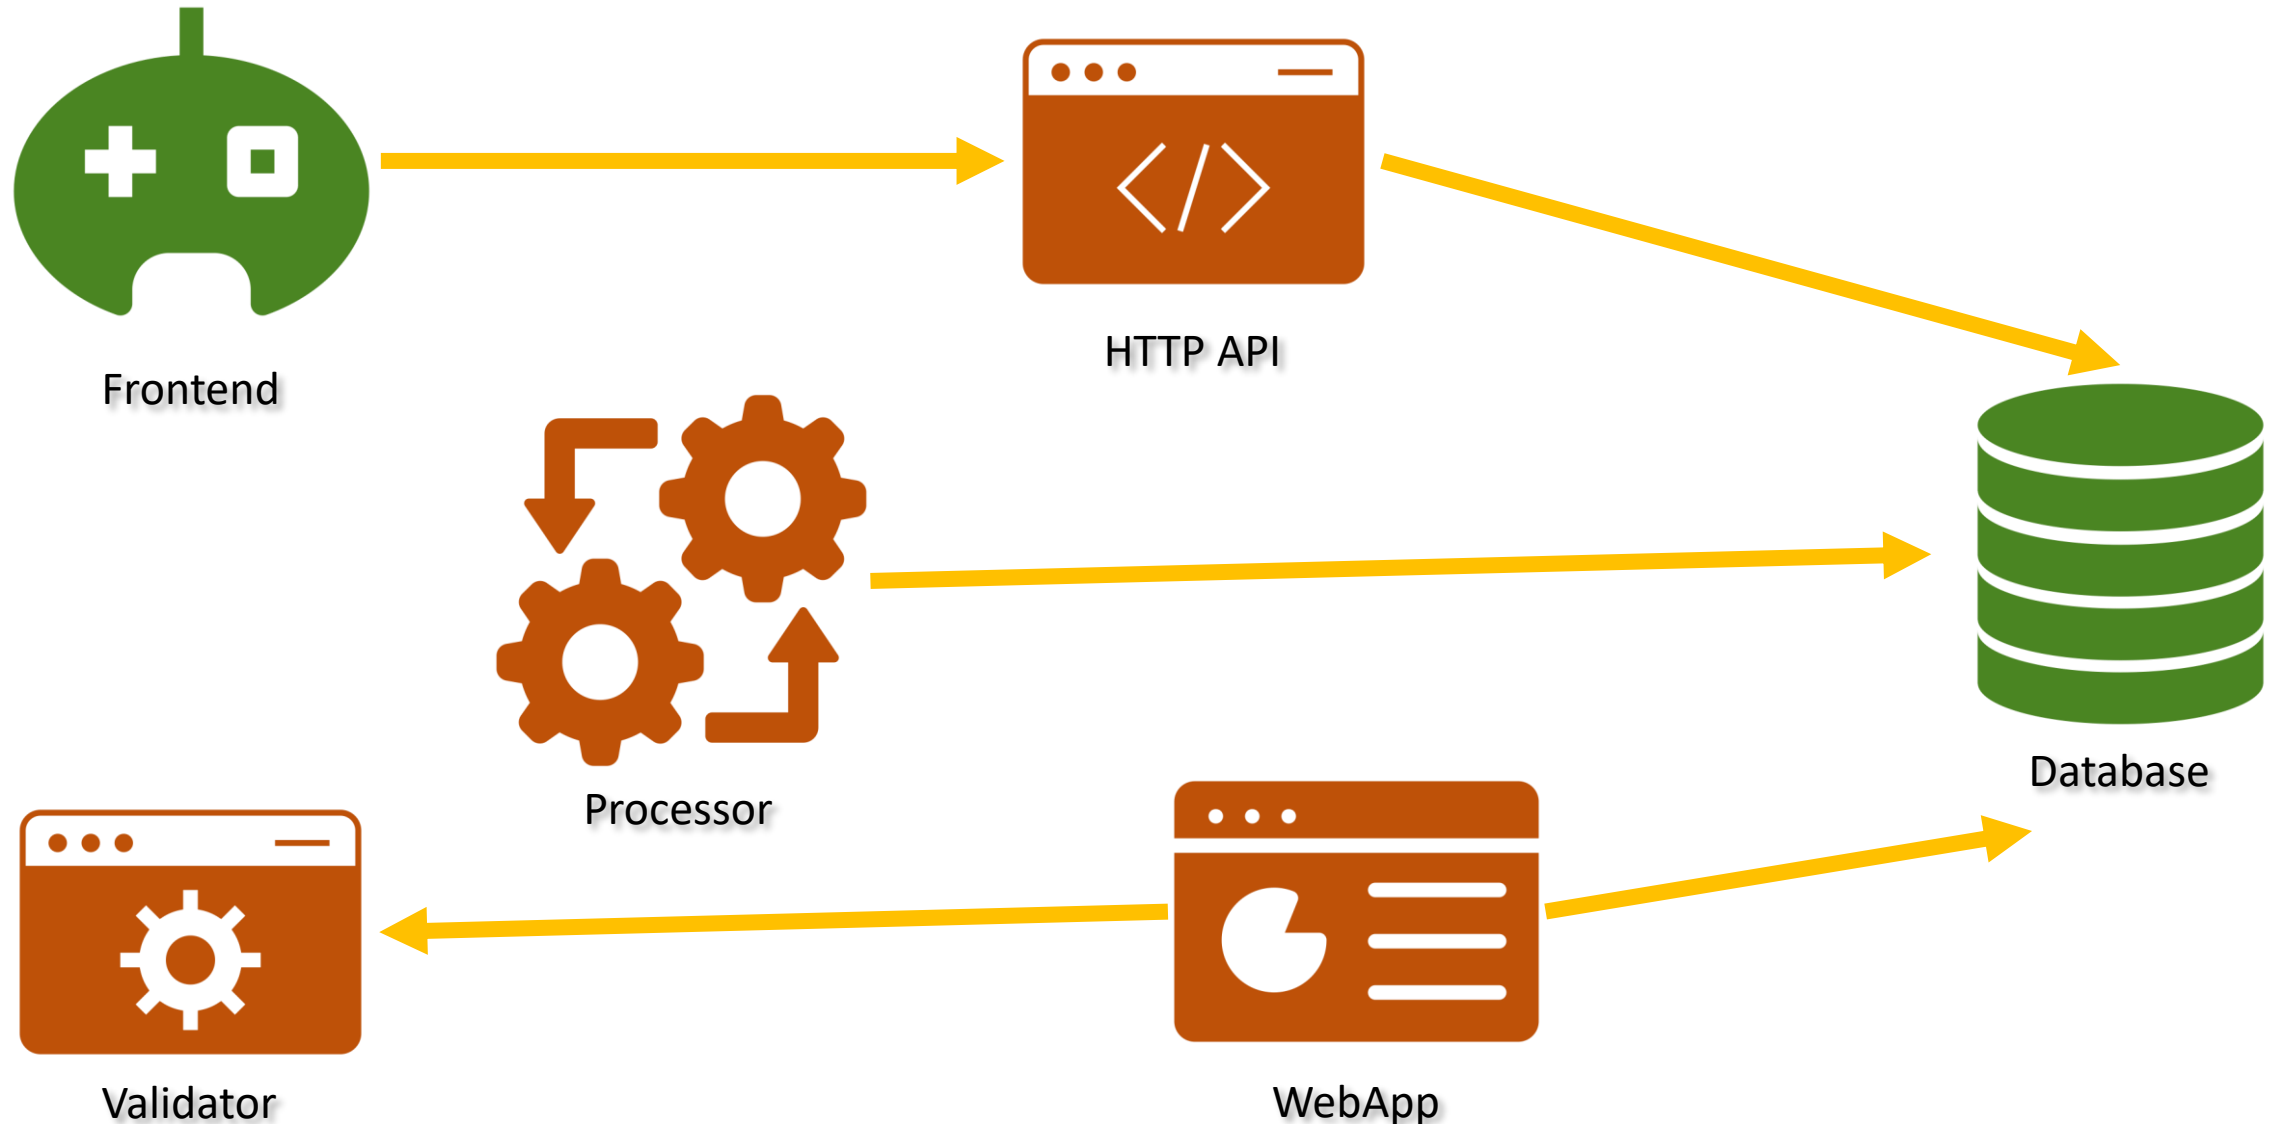 HTTP API
Frontend
Database
Processor
Validator
WebApp